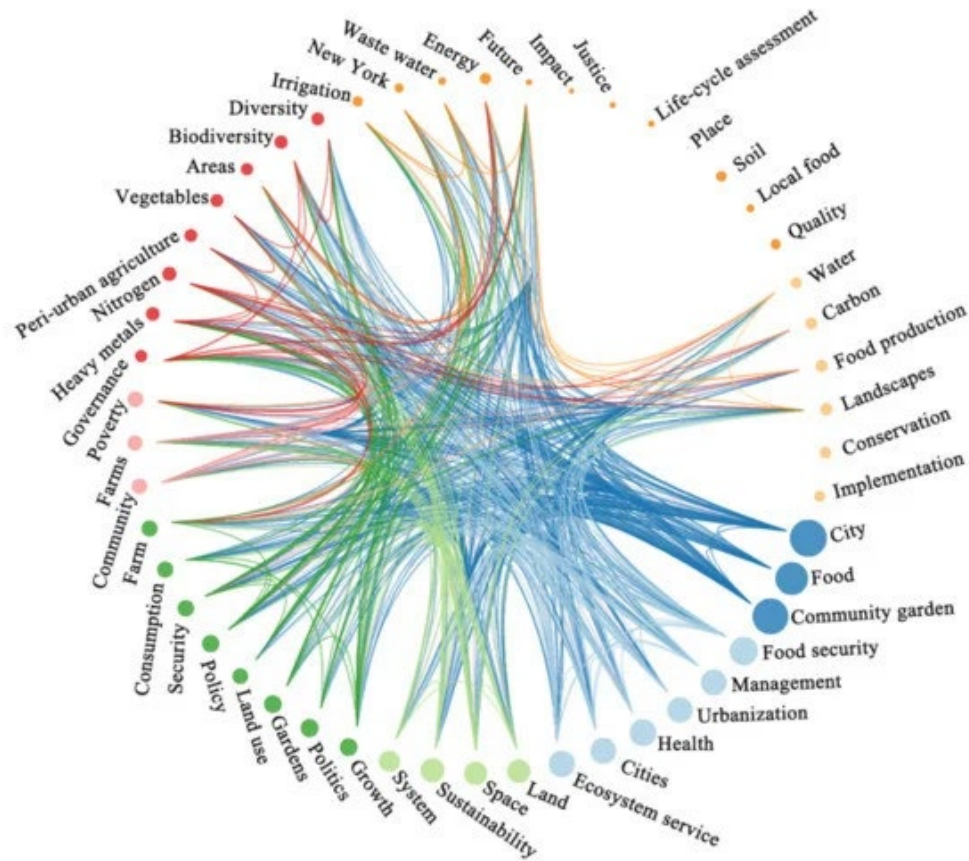 Life-cycle assessment
Place
Soil
Local food
Quality
Water
Carbon
Food production
Landscapes
Conservation
Implementation
City
Food
Community garden
Food security
Management
Urbanization
Health
Cities
Ecosystem service
Land
Space
Sustainability
System
Growth
Politics
Gardens
Land use
Policy
Security
Consumption
Farm
Community
Farms
Poverty
Governance
Heavy metals
Nitrogen
Peri-urban agriculture
Vegetables
Areas
Biodiversity
Diversity
Irrigation
New York
Waste water
Energy
Future
Impact
Justice